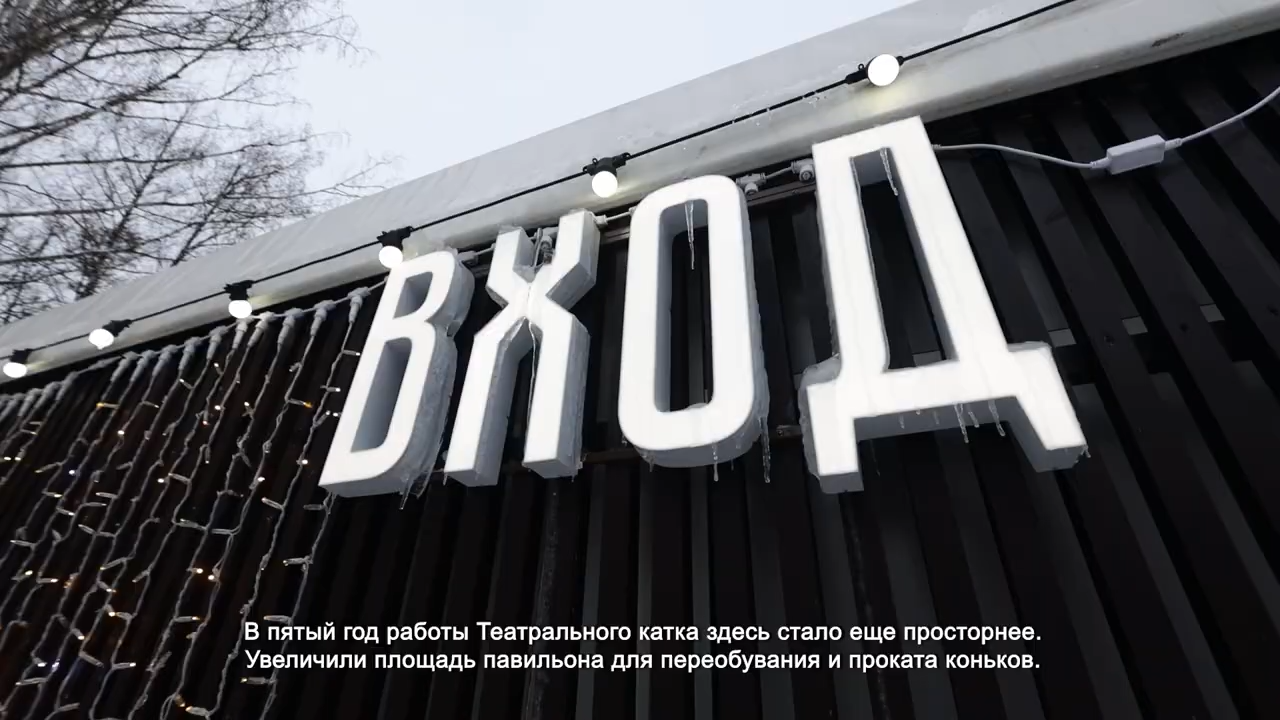 ВХОД
В пятый год работы Театрального катка здесь стало еще просторнее.
Увеличили площадь павильона для переобувания и проката коньков.